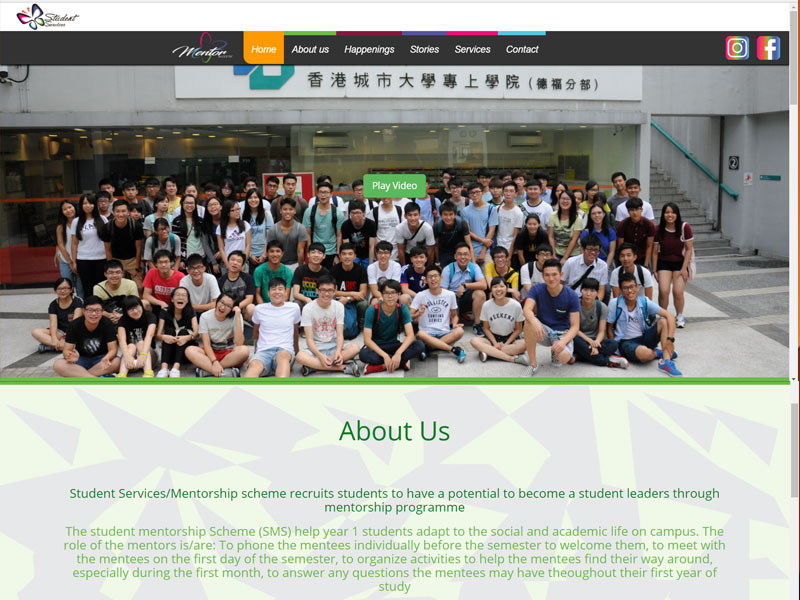 Student
Services
Mentor
Home
About us
Happenings
Stories
Services
Contact
香港城市大學專上學院 (德福分部)
Play Video
About Us
Student Services/Mentorship scheme recruits students to have a potential to become a student leaders through
mentorship programme
The student mentorship Scheme (SMS) help year 1 students adapt to the social and academic life on campus. The
role of the mentors is/are: To phone the mentees individually before the semester to welcome them, to meet with
the mentees on the first day of the semester, to organize activities to help the mentees find their way around,
especially during the first month, to answer any questions the mentees may have theoughout their first year of
study